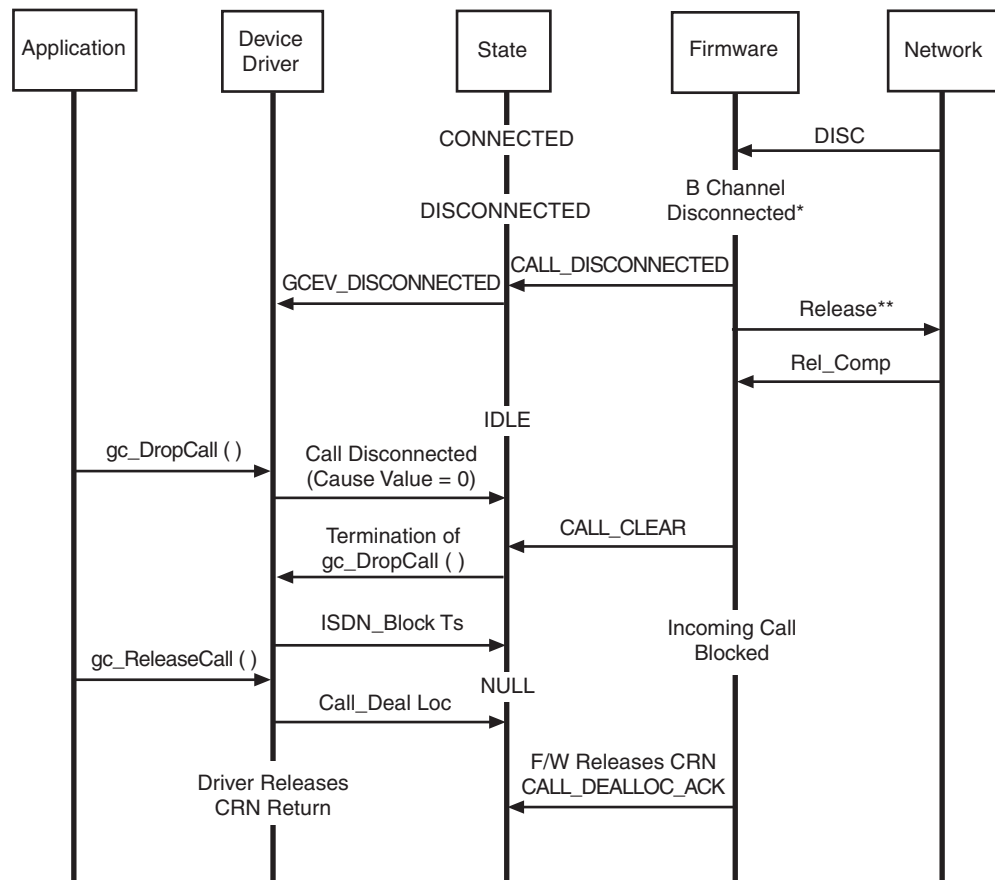 Application
Device
Driver
State
Firmware
Network
CONNECTED
DISC
B Channel
Disconnected*
DISCONNECTED
CALL_DISCONNECTED
GCEV_DISCONNECTED
Release**
Rel_Comp
IDLE
gc_DropCall ( )
Call Disconnected
(Cause Value = 0)
CALL_CLEAR
Termination of
gc_DropCall ( )
ISDN_Block Ts
Incoming Call
Blocked
gc_ReleaseCall ( )
NULL
Call_Deal Loc
F/W Releases CRN
CALL_DEALLOC_ACK
Driver Releases
CRN Return